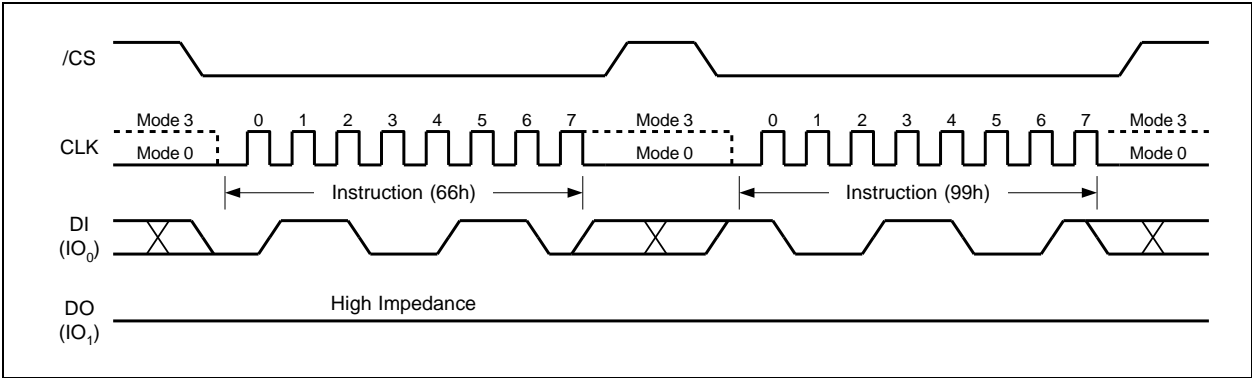 /CS
Mode 3 0 1 2 3 4 5 6 7 Mode 3 0 1 2 3 4 5 6 7 Mode 3
CLK
Mode 0 Mode 0 Mode 0
Instruction (66h) Instruction (99h)
DI
(IO0)
High Impedance
DO
(IO1)